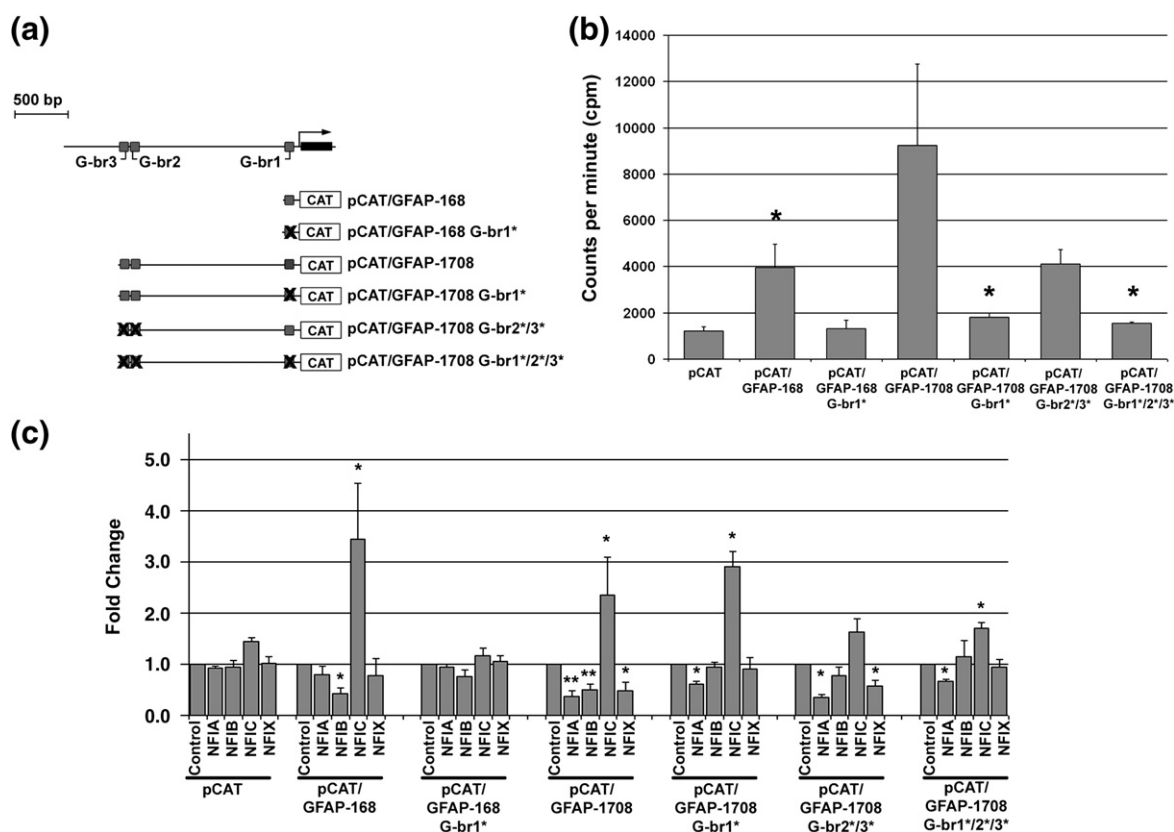 (a)
500 bp
G-br3
G-br2
G-br1
CAT pCAT/GFAP-168
CAT pCAT/GFAP-168 G-br1*
CAT pCAT/GFAP-1708
CAT pCAT/GFAP-1708 G-br1*
CAT pCAT/GFAP-1708 G-br2*/3*
CAT pCAT/GFAP-1708 G-br1*/2*/3*
(b)
Counts per minute (cpm)
14000
12000
10000
8000
6000
4000
2000
0
*
*
*
pCAT
pCAT/
GFAP-168
pCAT/
GFAP-168
G-br1*
pCAT/
GFAP-1708
pCAT/
GFAP-1708
G-br1*
pCAT/
GFAP-1708
G-br2*/3*
pCAT/
GFAP-1708
G-br1*/2*/3*
(c)
Fold Change
5.0
4.0
3.0
2.0
1.0
0.0
*
*
**
**
*
*
*
*
*
*
*
*
Control
NFIA
NFIB
NFIC
NFIX
pCAT
Control
NFIA
NFIB
NFIC
NFIX
pCAT/
GFAP-168
Control
NFIA
NFIB
NFIC
NFIX
pCAT/
GFAP-168
G-br1*
Control
NFIA
NFIB
NFIC
NFIX
pCAT/
GFAP-1708
Control
NFIA
NFIB
NFIC
NFIX
pCAT/
GFAP-1708
G-br1*
Control
NFIA
NFIB
NFIC
NFIX
pCAT/
GFAP-1708
G-br2*/3*
Control
NFIA
NFIB
NFIC
NFIX
pCAT/
GFAP-1708
G-br1*/2*/3*